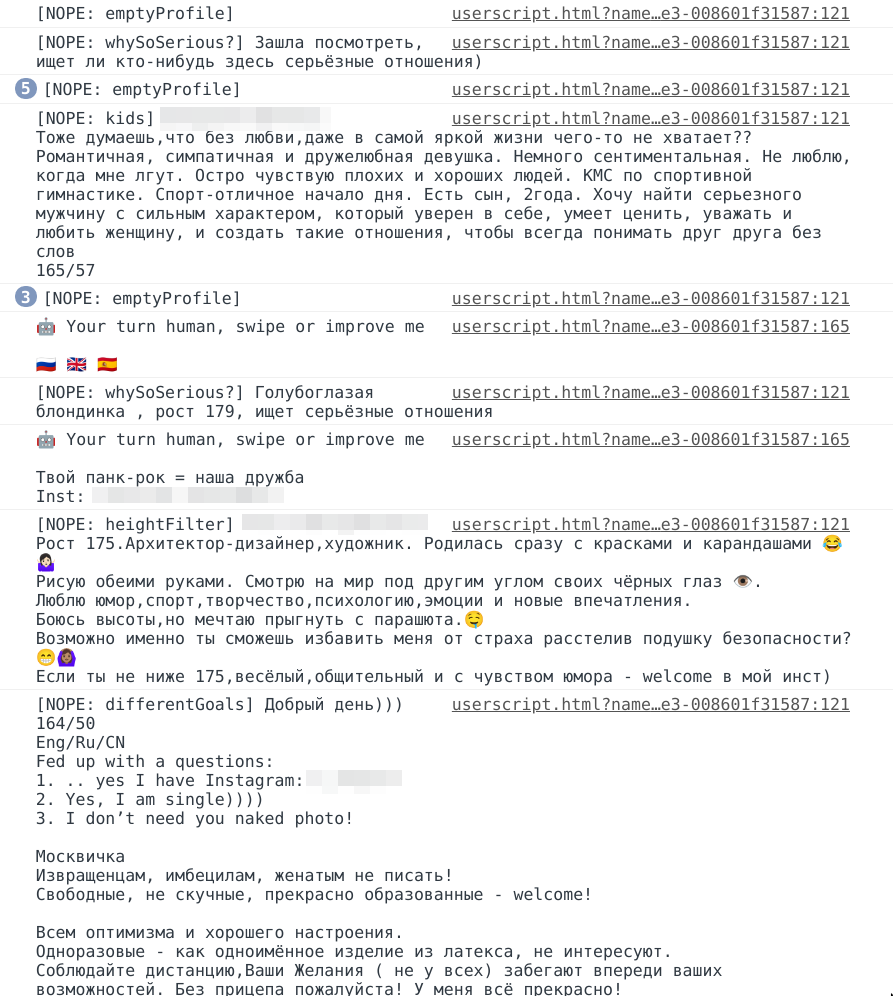 [NOPE: emptyProfile] userscript.html?name…e3-008601f31587:121
[NOPE: whySoSerious?] Зашла посмотреть, userscript.html?name…e3-008601f31587:121
ищет ли кто-нибудь здесь серьёзные отношения)
5 [NOPE: emptyProfile] userscript.html?name…e3-008601f31587:121
[NOPE: kids] userscript.html?name…e3-008601f31587:121
Тоже думаешь,что без любви,даже в самой яркой жизни чего-то не хватает??
Романтичная, симпатичная и дружелюбная девушка. Немного сентиментальная. Не люблю,
когда мне лгут. Остро чувствую плохих и хороших людей. КМС по спортивной
гимнастике. Спорт-отличное начало дня. Есть сын, 2года. Хочу найти серьезного
мужчину с сильным характером, который уверен в себе, умеет ценить, уважать и
любить женщину, и создать такие отношения, чтобы всегда понимать друг друга без
слов
165/57
3 [NOPE: emptyProfile] userscript.html?name…e3-008601f31587:121
🤖 Your turn human, swipe or improve me userscript.html?name…e3-008601f31587:165
🇷🇺 🇬🇧 🇪🇸
[NOPE: whySoSerious?] Голубоглазая userscript.html?name…e3-008601f31587:121
блондинка , рост 179, ищет серьёзные отношения
🤖 Your turn human, swipe or improve me userscript.html?name…e3-008601f31587:165
Твой панк-рок = наша дружба
Inst:
[NOPE: heightFilter] userscript.html?name…e3-008601f31587:121
Рост 175.Архитектор-дизайнер,художник. Родилась сразу с красками и карандашами 😂
🤷🏻‍♀️
Рисую обеими руками. Смотрю на мир под другим углом своих чёрных глаз 👁.
Люблю юмор,спорт,творчество,психологию,эмоции и новые впечатления.
Боюсь высоты,но мечтаю прыгнуть с парашюта.🤤
Возможно именно ты сможешь избавить меня от страха расстелив подушку безопасности?
😁🙆🏽‍♀️
Если ты не ниже 175,весёлый,общительный и с чувством юмора - welcome в мой инст)
[NOPE: differentGoals] Добрый день))) userscript.html?name…e3-008601f31587:121
164/50
Eng/Ru/CN
Fed up with a questions:
1. .. yes I have Instagram:
2. Yes, I am single))))
3. I don’t need you naked photo!
Москвичка
Извращенцам, имбецилам, женатым не писать!
Свободные, не скучные, прекрасно образованные - welcome!
Всем оптимизма и хорошего настроения.
Одноразовые - как одноимённое изделие из латекса, не интересуют.
Соблюдайте дистанцию,Ваши Желания ( не у всех) забегают впереди ваших
возможностей. Без прицепа пожалуйста! У меня всё прекрасно!